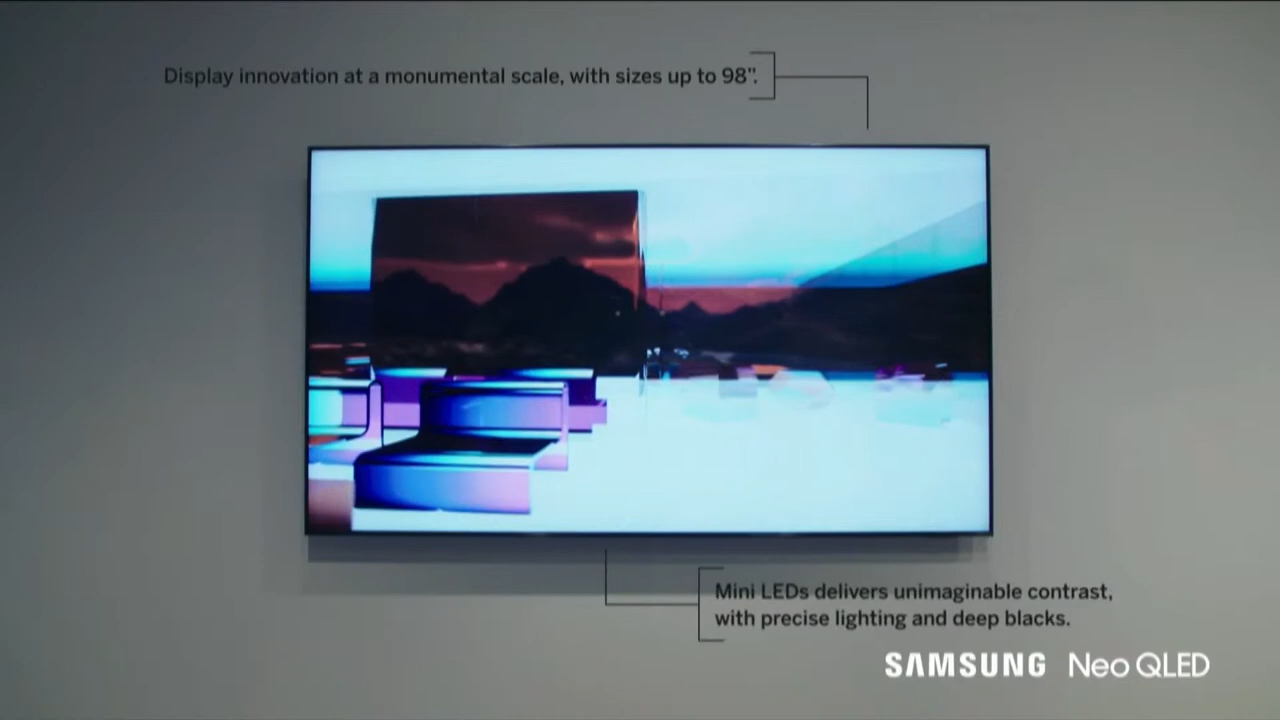 Display innovation at a monumental scale, with sizes up to 98".
Mini LEDs delivers unimaginable contrast,
with precise lighting and deep blacks.
SAMSUNG Neo QLED